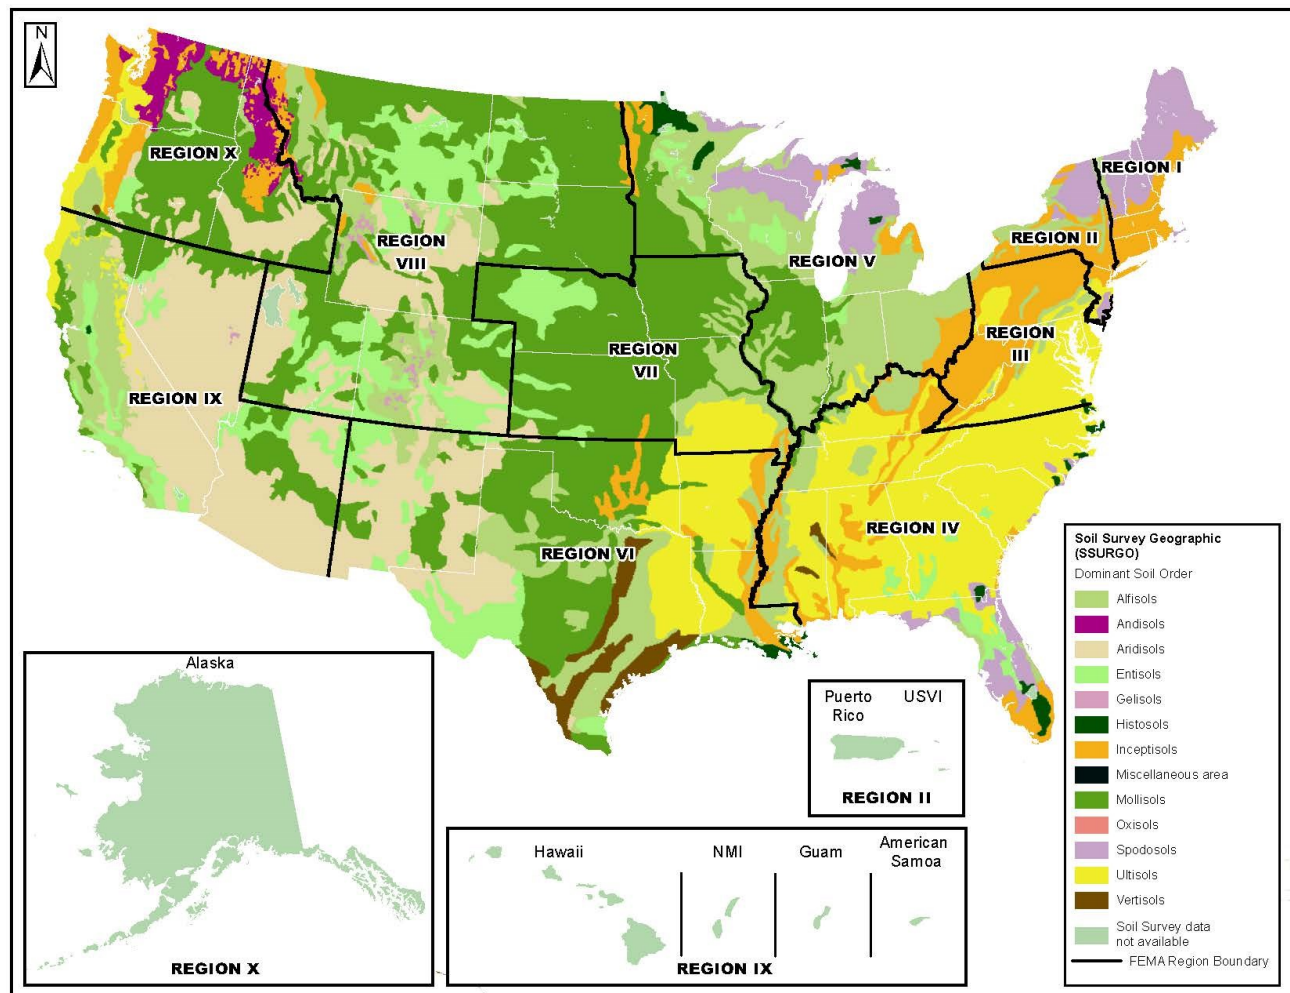 N
REGION X
REGION
VIII
REGION IX
REGION
VII
REGION VI
REGION V
REGION IV
REGION
III
REGION II
REGION I
Alaska
REGION X
Puerto
Rico
USVI
REGION II
Hawaii
NMI
Guam
American
Samoa
REGION IX
Soil Survey Geographic
(SSURGO)
Dominant Soil Order
Alfisols
Andisols
Aridisols
Entisols
Gelisols
Histosols
Inceptisols
Miscellaneous area
Mollisols
Oxisols
Spodosols
Ultisols
Vertisols
Soil Survey data
not available
FEMA Region Boundary